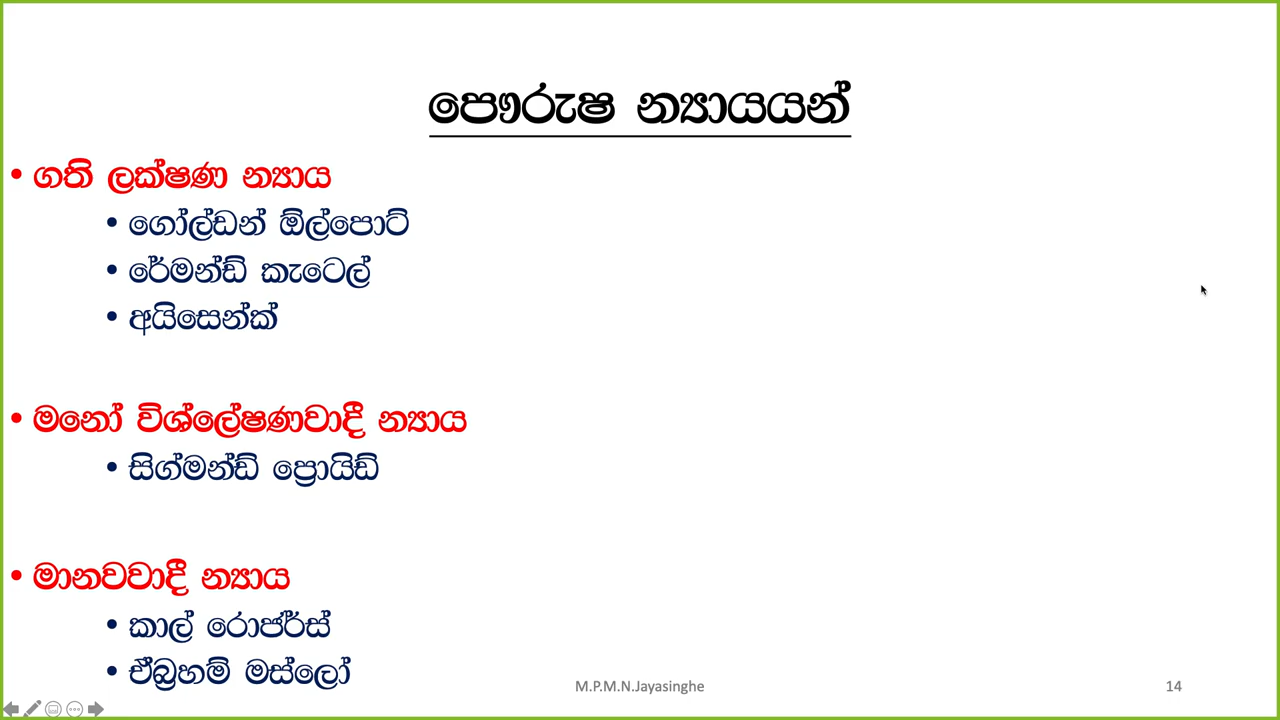 පෞරුෂ න්‍යායයන්
• ගති ලක්ෂණ න්‍යාය
• ගෝල්ඩන් ඕල්පොට්
• රේමන්ඩ් කැටෙල්
• අයිසෙන්ක්
• මනෝ විශ්ලේෂණවාදී න්‍යාය
• සිග්මන්ඩ් ප්‍රොයිඩ්
• මානවවාදී න්‍යාය
• කාල් රොජර්ස්
• ඒබ්‍රහම් මස්ලෝ
M.P.M.N.Jayasinghe
14